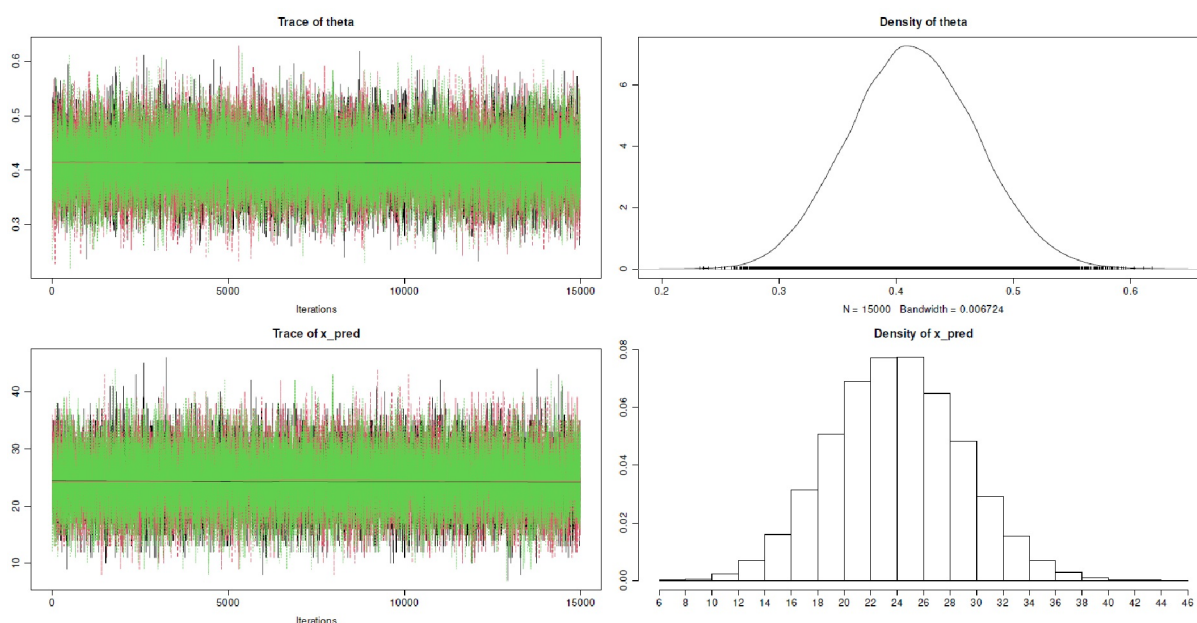 Trace of theta
0.6
0.5
0.4
0.3
0 5000 10000 15000
Iterations
Density of theta
6
4
2
0
0.2 0.3 0.4 0.5 0.6
N = 15000 Bandwidth = 0.006724
Trace of x_pred
40
30
20
10
0 5000 10000 15000
Iterations
Density of x_pred
0.08
0.06
0.04
0.02
0.00
6 8 10 12 14 16 18 20 22 24 26 28 30 32 34 36 38 40 42 44 46